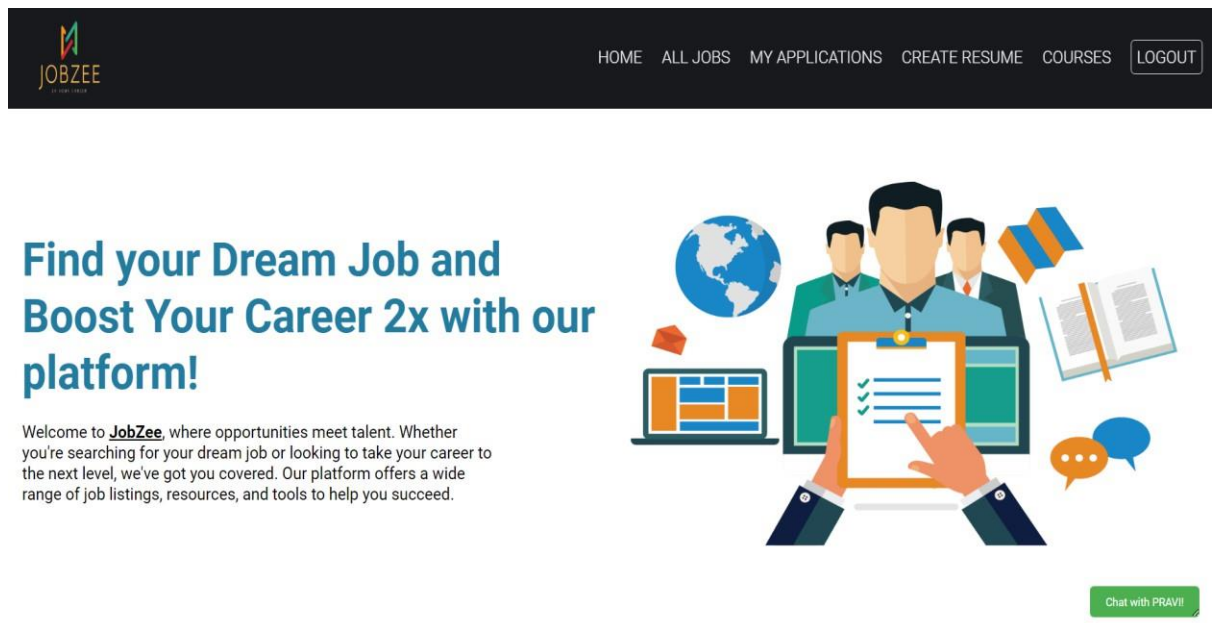 JOBZEE
HOME ALL JOBS MY APPLICATIONS CREATE RESUME COURSES LOGOUT
Find your Dream Job and
Boost Your Career 2x with our
platform!
Welcome to JobZee, where opportunities meet talent. Whether
you're searching for your dream job or looking to take your career to
the next level, we've got you covered. Our platform offers a wide
range of job listings, resources, and tools to help you succeed.
Chat with PRAVI!